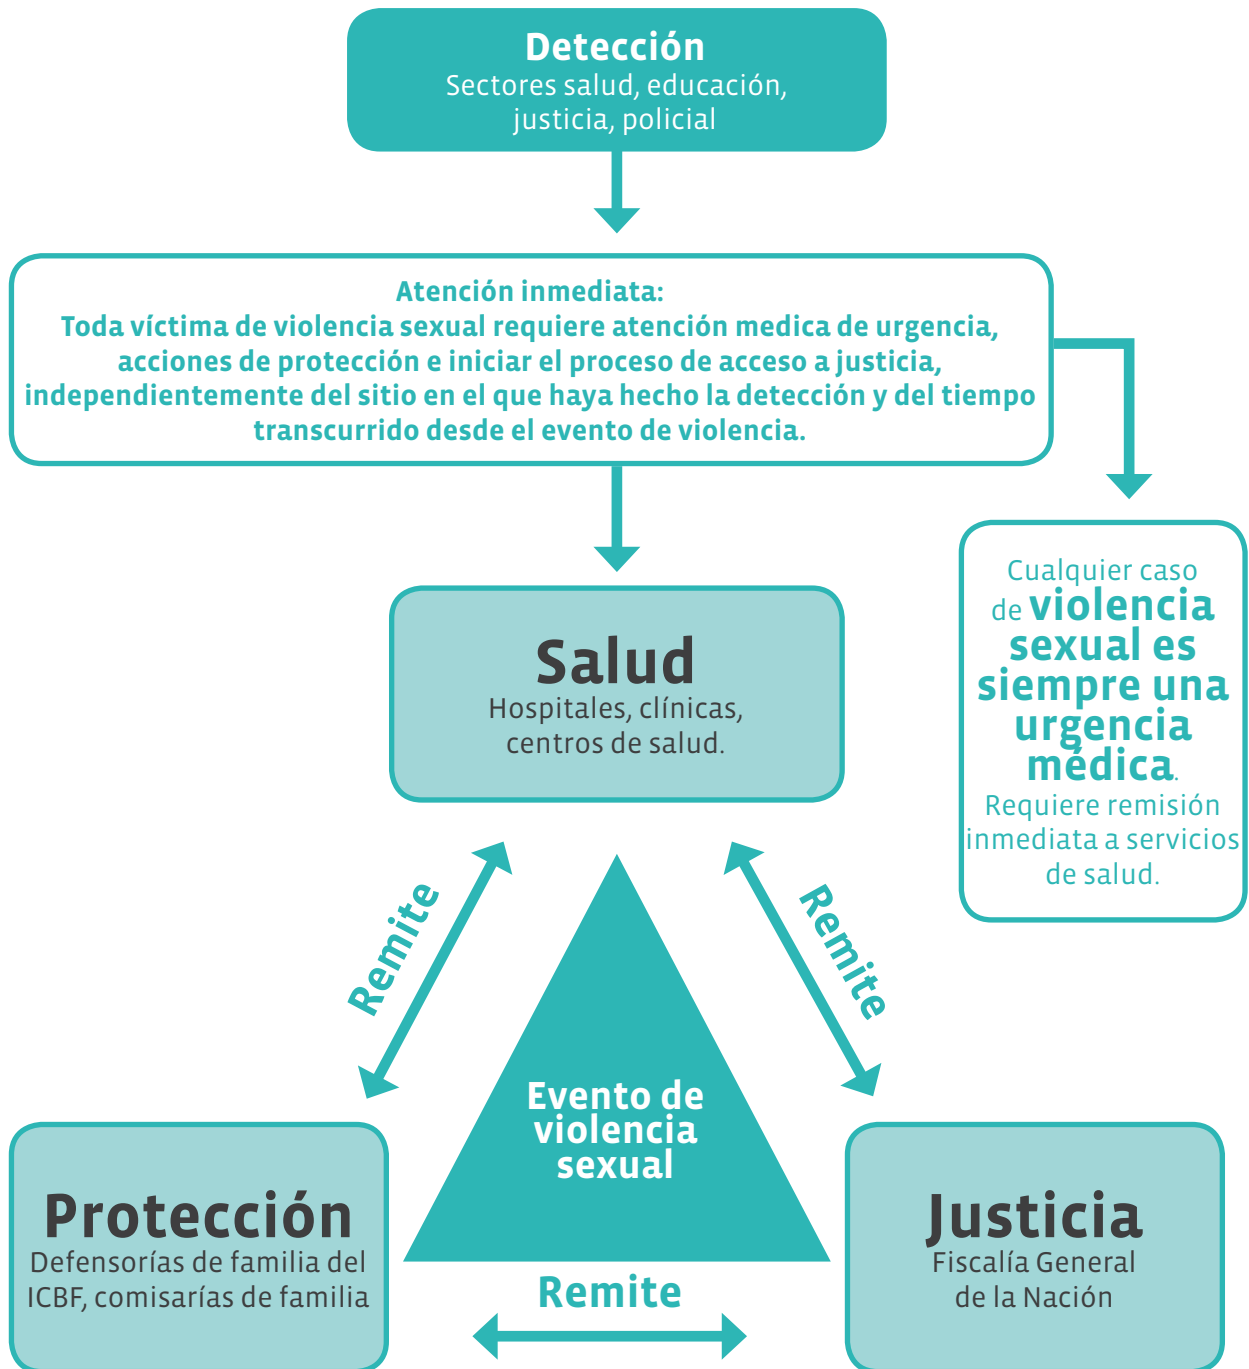 Detección
Sectores salud, educación,
justicia, policial
Atención inmediata:
Toda víctima de violencia sexual requiere atención medica de urgencia,
acciones de protección e iniciar el proceso de acceso a justicia,
independientemente del sitio en el que haya hecho la detección y del tiempo
transcurrido desde el evento de violencia.
Cualquier caso
de violencia
sexual es
siempre una
urgencia
médica.
Requiere remisión
inmediata a servicios
de salud.
Salud
Hospitales, clínicas,
centros de salud.
Remite
Remite
Evento de
violencia
sexual
Protección
Defensorías de familia del
ICBF, comisarías de familia
Remite
Justicia
Fiscalía General
de la Nación